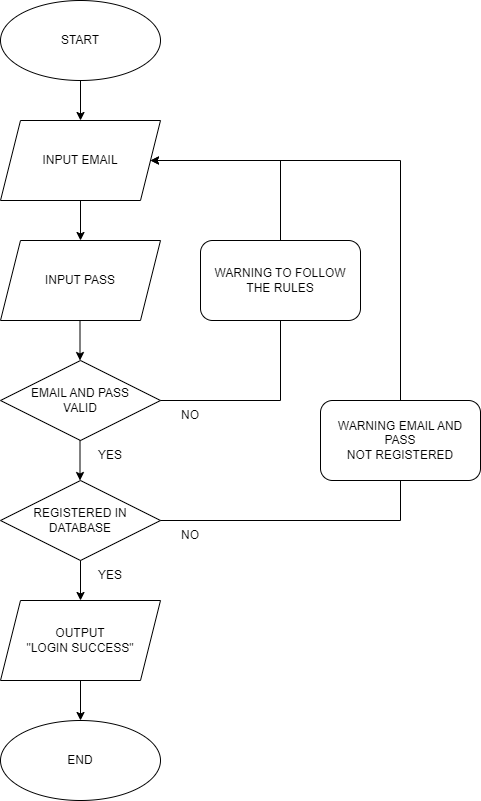 START
INPUT EMAIL
INPUT PASS
WARNING TO FOLLOW
THE RULES
EMAIL AND PASS
VALID
NO
WARNING EMAIL AND
PASS
NOT REGISTERED
YES
REGISTERED IN
DATABASE
NO
YES
OUTPUT
"LOGIN SUCCESS"
END